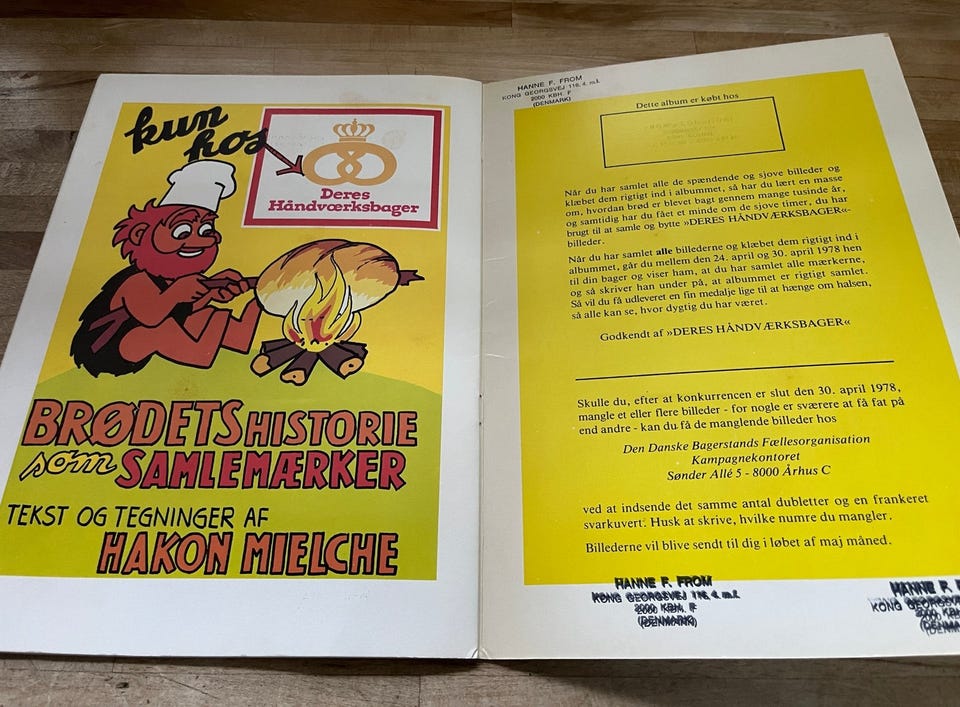 kun
hos
Deres
Håndværksbager
BRØDETS HISTORIE
som SAMLEMÆRKER
TEKST OG TEGNINGER AF
HAKON MIELCHE
HANNE F. FROM
KONG GEORGSVEJ 116, 4. m.f.
2000 KBH. F
(DENMARK)
Dette album er købt hos
Når du har samlet alle de spændende og sjove billeder og
klæbet dem rigtigt ind i albummet, så har du lært en masse
om, hvordan brød er blevet bagt gennem mange tusinde år,
og samtidig har du fået et minde om de sjove timer, du har
brugt til at samle og bytte »DERES HÅNDVÆRKSBAGER«-
billeder.
Når du har samlet alle billederne og klæbet dem rigtigt ind i
albummet, går du mellem den 24. april og 30. april 1978 hen
til din bager og viser ham, at du har samlet alle mærkerne,
og så skriver han under på, at albummet er rigtigt samlet.
Så vil du få udleveret en fin medalje lige til at hænge om halsen,
så alle kan se, hvor dygtig du har været.
Godkendt af »DERES HÅNDVÆRKSBAGER«
Skulle du, efter at konkurrencen er slut den 30. april 1978,
mangle et eller flere billeder - for nogle er sværere at få fat på
end andre - kan du få de manglende billeder hos
Den Danske Bagerstands Fællesorganisation
Kampagnekontoret
Sønder Allé 5 - 8000 Århus C
ved at indsende det samme antal dubletter og en frankeret
svarkuvert. Husk at skrive, hvilke numre du mangler.
Billederne vil blive sendt til dig i løbet af maj måned.
HANNE F. FROM
KONG GEORGSVEJ 116, 4. m.f.
2000 KBH. F
(DENMARK)
HANNE F.
KONG GEORGSV
2000 KBH.